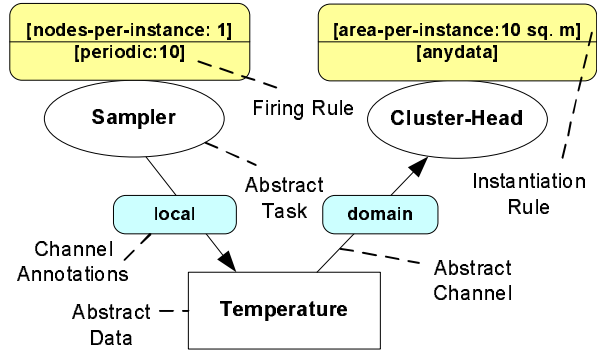 [nodes-per-instance: 1]
[periodic:10]
[area-per-instance:10 sq. m]
[anydata]
Firing Rule
Sampler
Cluster-Head
Abstract
Task
Instantiation
Rule
local
domain
Channel
Annotations
Abstract
Channel
Abstract
Data
Temperature